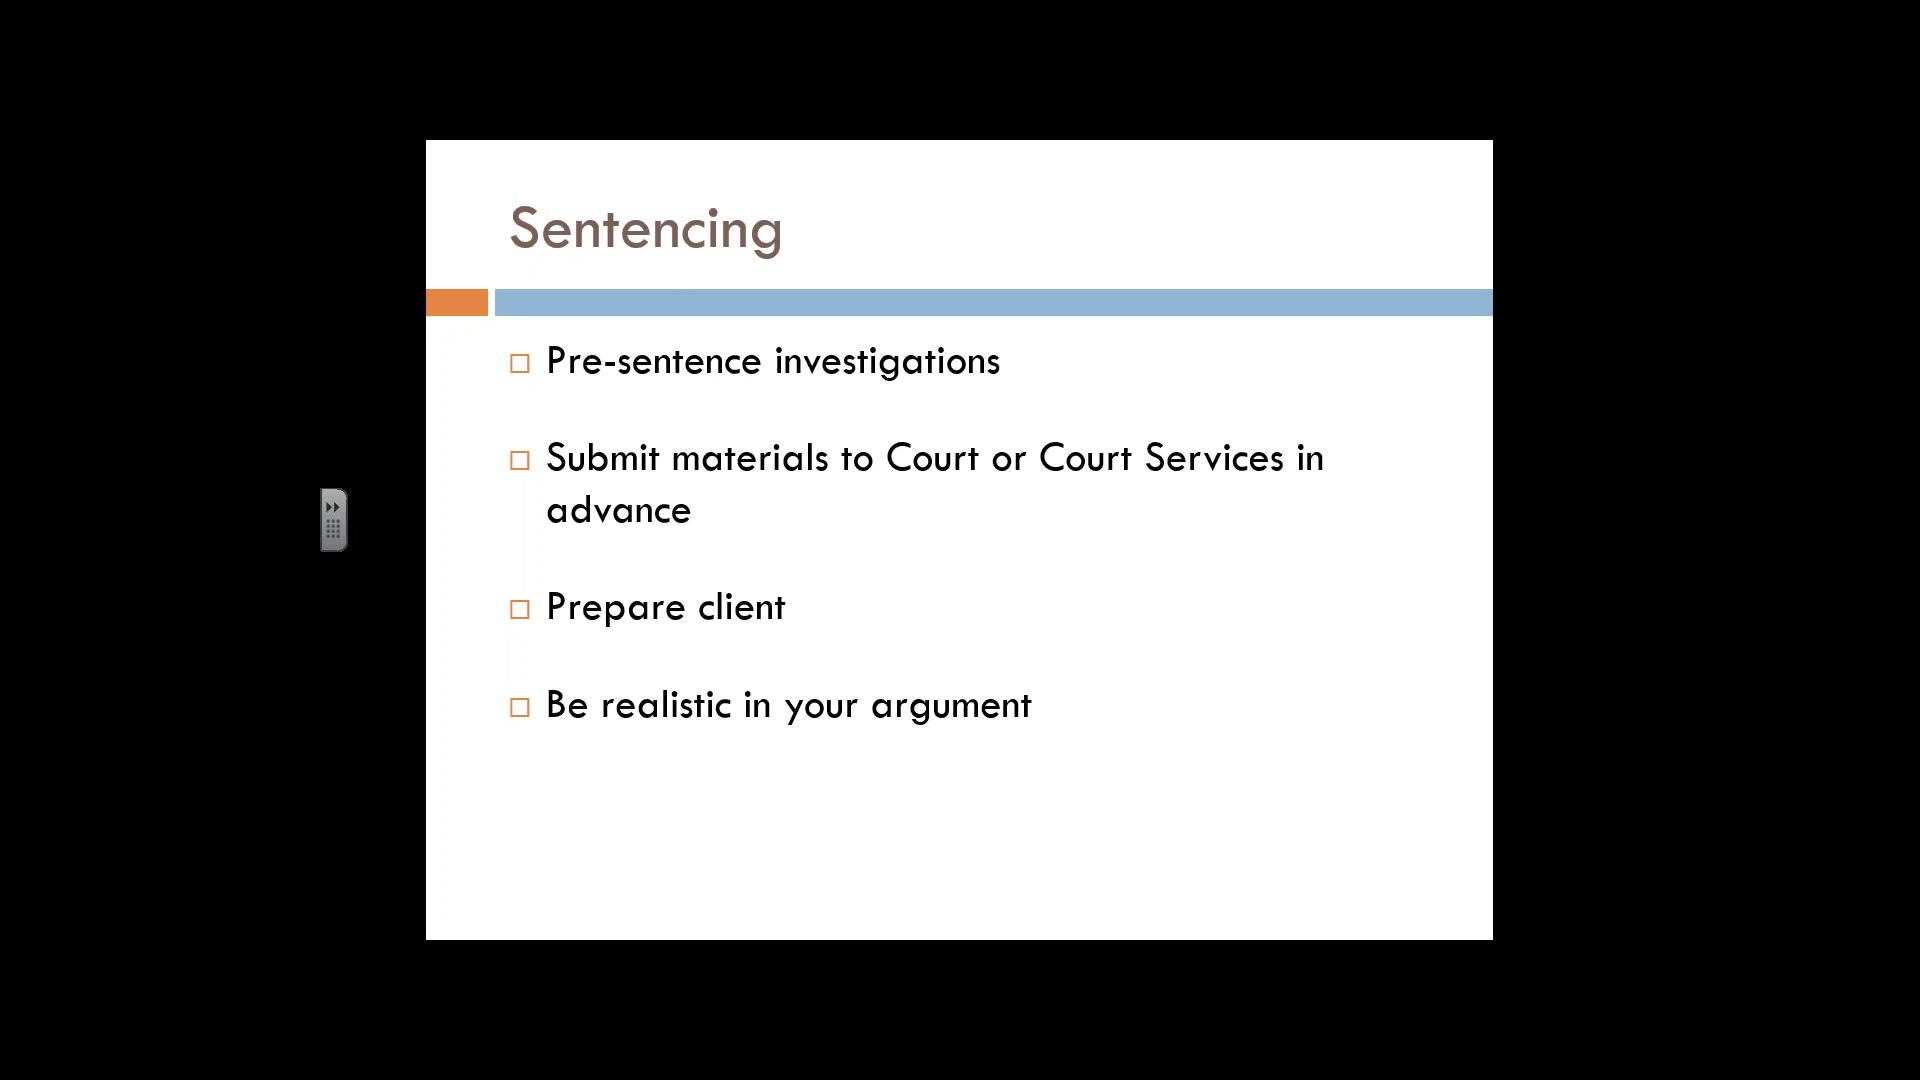 Sentencing
Pre-sentence investigations
Submit materials to Court or Court Services in
advance
Prepare client
Be realistic in your argument